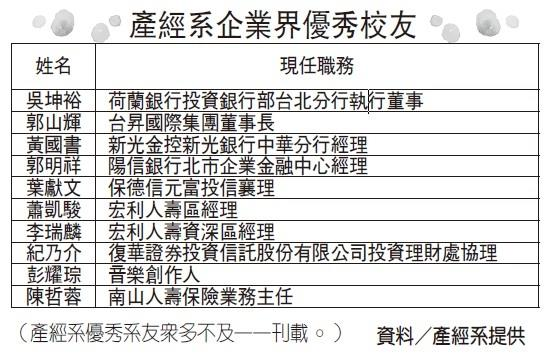 產經系企業界優秀校友
姓名 現任職務
吳坤裕 荷蘭銀行投資銀行部台北分行執行董事
郭山輝 台昇國際集團董事長
黃國書 新光金控新光銀行中華分行經理
郭明祥 陽信銀行北市企業金融中心經理
葉獻文 保德信元富投信襄理
蕭凱駿 宏利人壽區經理
李瑞麟 宏利人壽資深區經理
紀乃介 復華證券投資信託股份有限公司投資理財處協理
彭耀琮 音樂創作人
陳哲蓉 南山人壽保險業務主任
（產經系優秀系友眾多不及一一刊載。） 資料／產經系提供